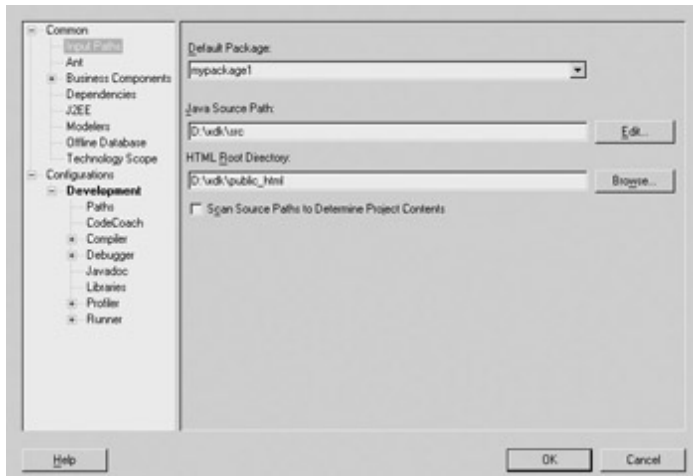 Common
Input Paths
Ant
Business Components
Dependencies
J2EE
Modelers
Offline Database
Technology Scope
Configurations
Development
Paths
CodeCoach
Compiler
Debugger
Javadoc
Libraries
Profiler
Runner
Default Package:
mypackage1
Java Source Path:
D:\xdk\src
Edit...
HTML Root Directory:
D:\xdk\public_html
Browse...
Scan Source Paths to Determine Project Contents
Help
OK
Cancel